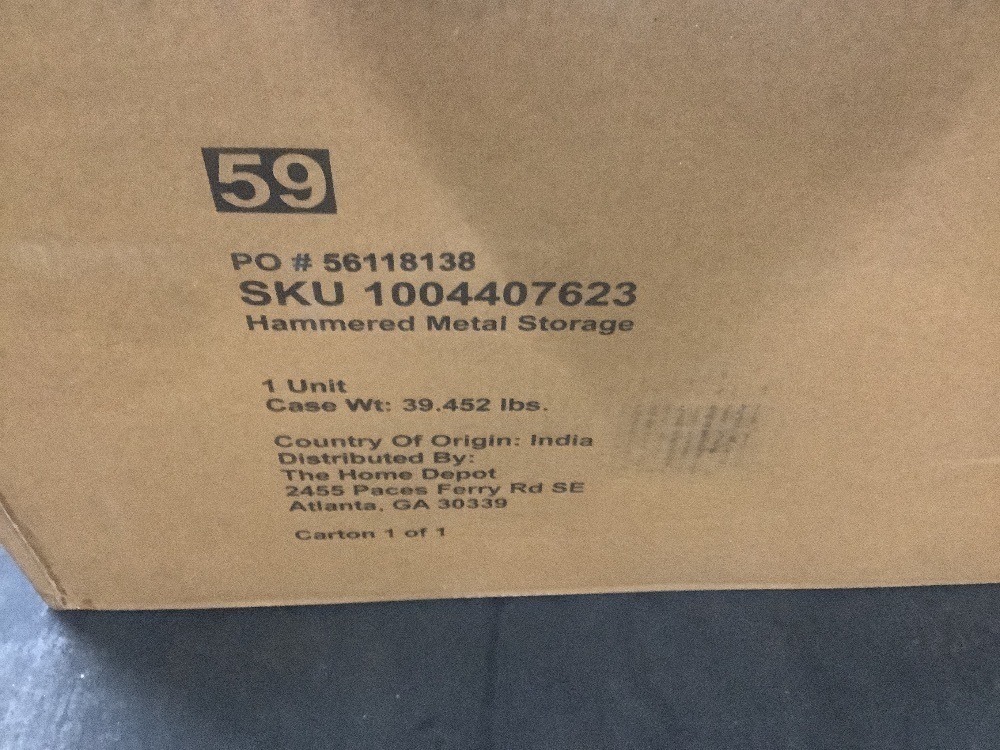 59
PO # 56118138
SKU 1004407623
Hammered Metal Storage
1 Unit
Case Wt: 39.452 lbs.
Country Of Origin: India
Distributed By:
The Home Depot
2455 Paces Ferry Rd SE
Atlanta, GA 30339
Carton 1 of 1